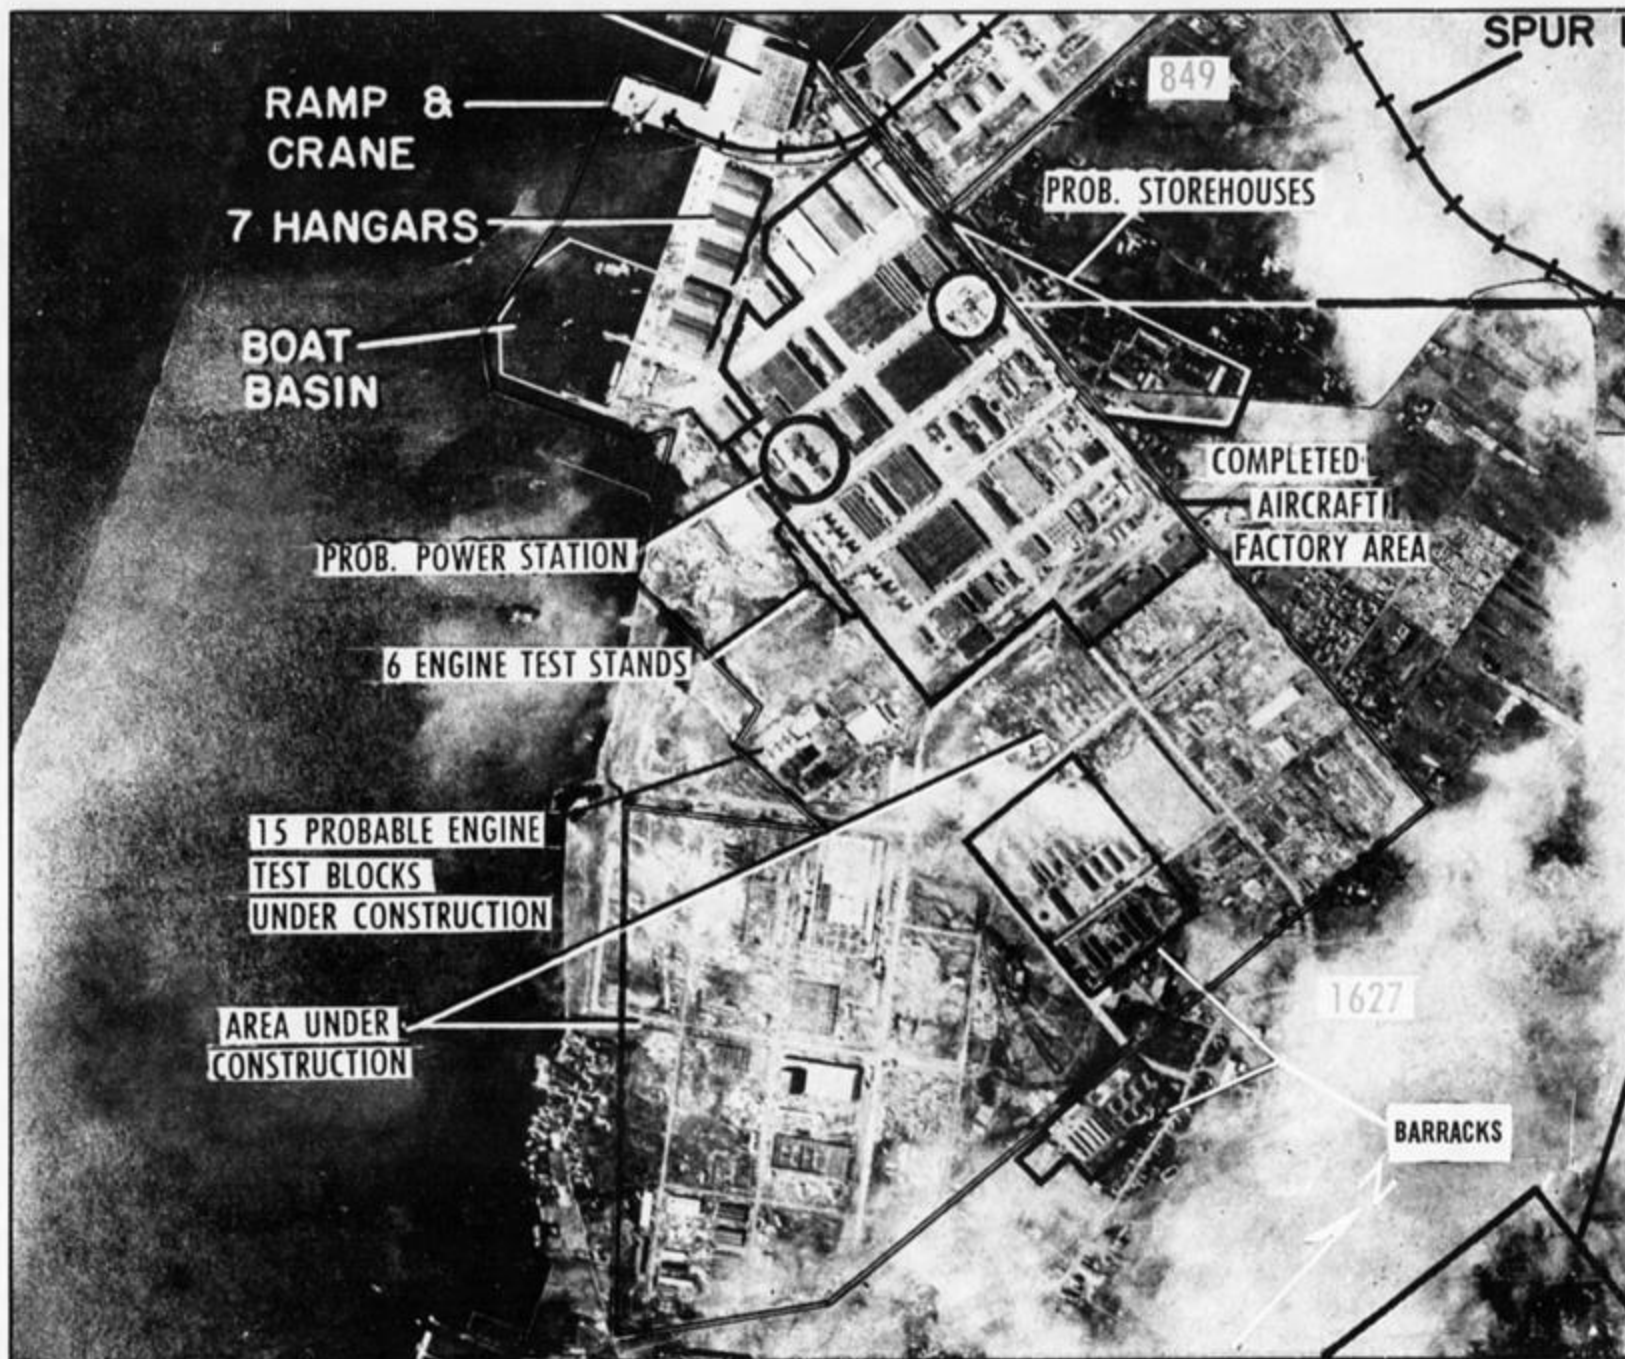 SPUR
RAMP &
CRANE
849
PROB. STOREHOUSES
7 HANGARS
BOAT
BASIN
COMPLETED
AIRCRAFT
FACTORY AREA
PROB. POWER STATION
6 ENGINE TEST STANDS
15 PROBABLE ENGINE
TEST BLOCKS
UNDER CONSTRUCTION
1627
AREA UNDER
CONSTRUCTION
BARRACKS
N